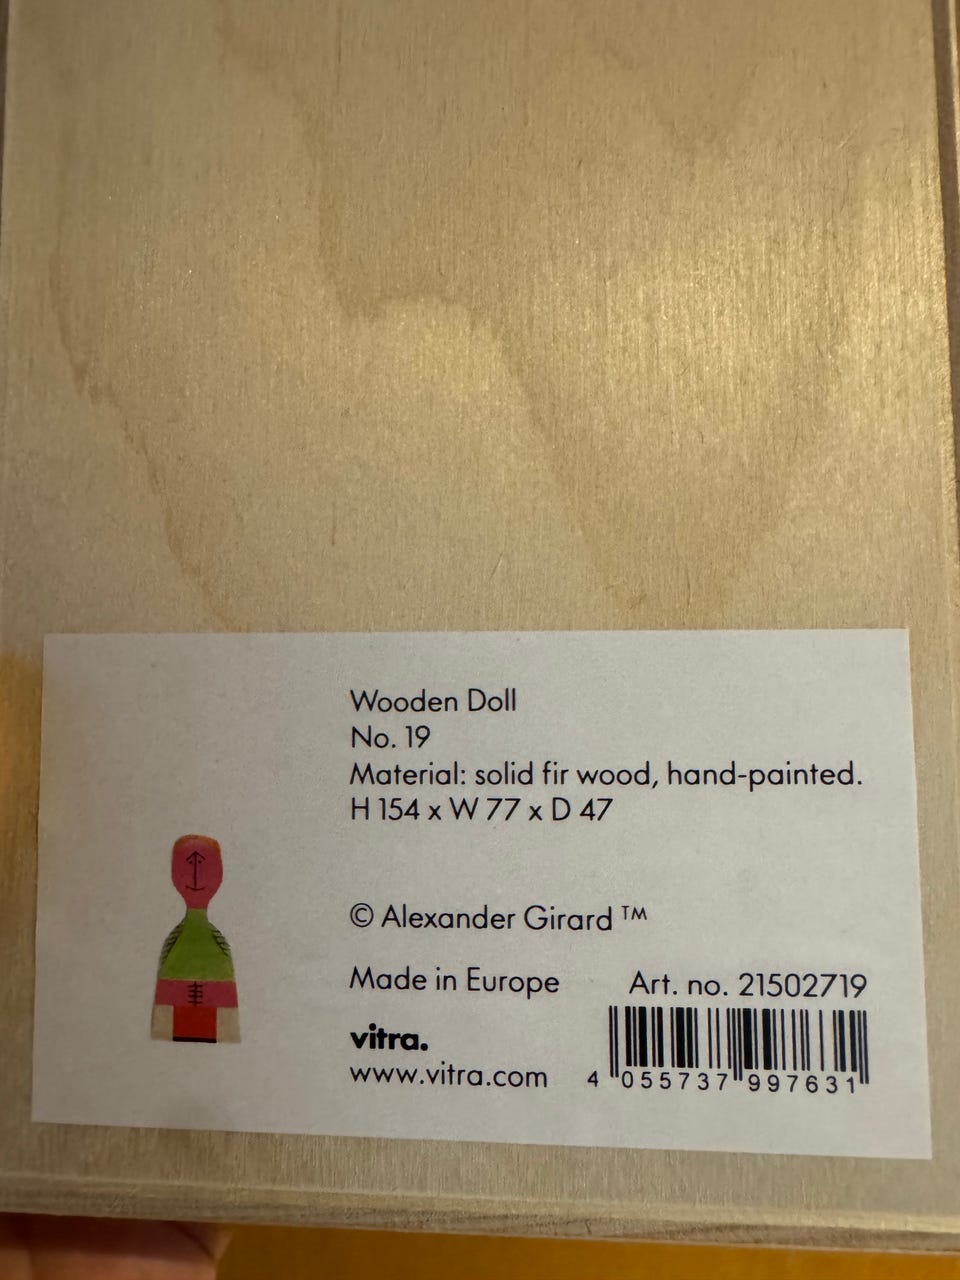 Wooden Doll
No. 19
Material: solid fir wood, hand-painted.
H 154 x W 77 x D 47
© Alexander Girard ™
Made in Europe
Art. no. 21502719
vitra.
www.vitra.com
4 055737 997631